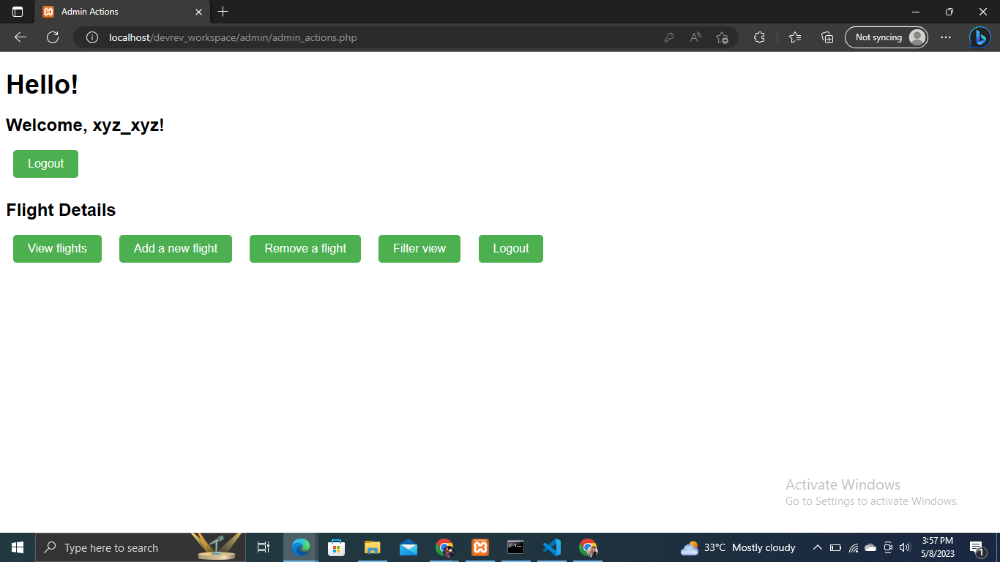 Admin Actions
localhost/devrev_workspace/admin/admin_actions.php
Not syncing
Hello!
Welcome, xyz_xyz!
Logout
Flight Details
View flights Add a new flight Remove a flight Filter view Logout
Activate Windows
Go to Settings to activate Windows.
Type here to search
33°C Mostly cloudy
3:57 PM
5/8/2023
1